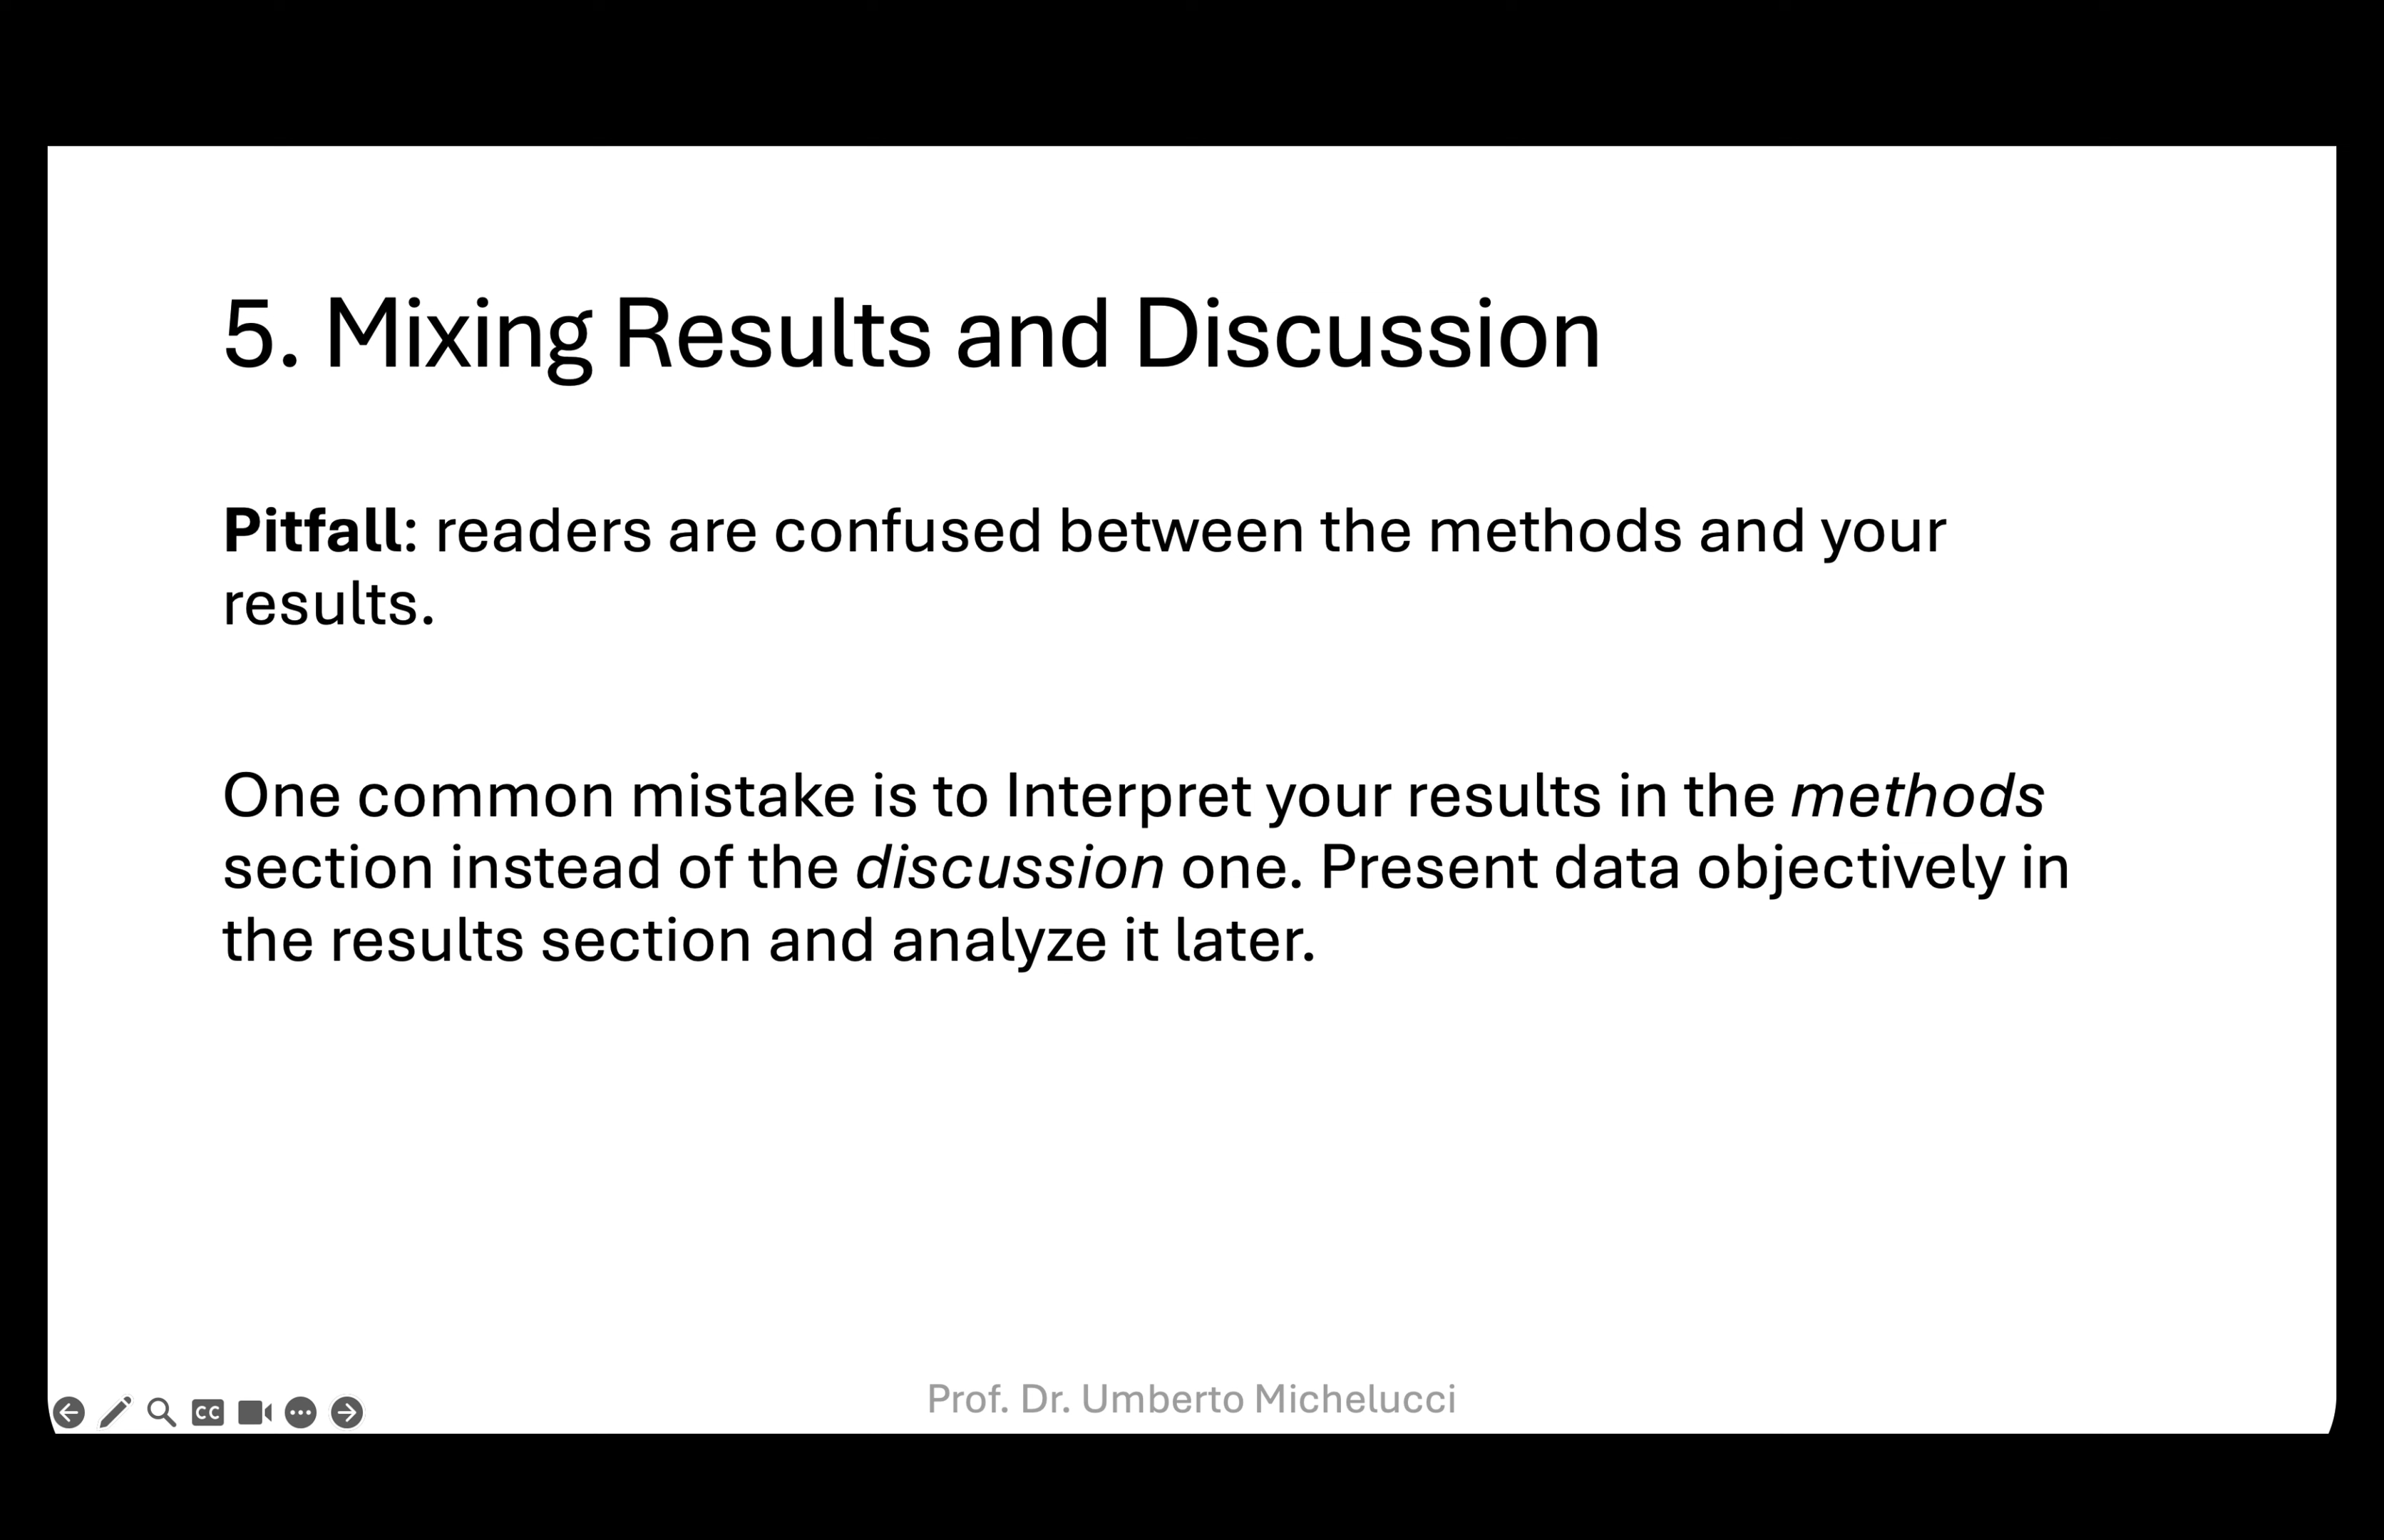 5. Mixing Results and Discussion
Pitfall: readers are confused between the methods and your
results.
One common mistake is to Interpret your results in the methods
section instead of the discussion one. Present data objectively in
the results section and analyze it later.
CC
Prof. Dr. Umberto Michelucci